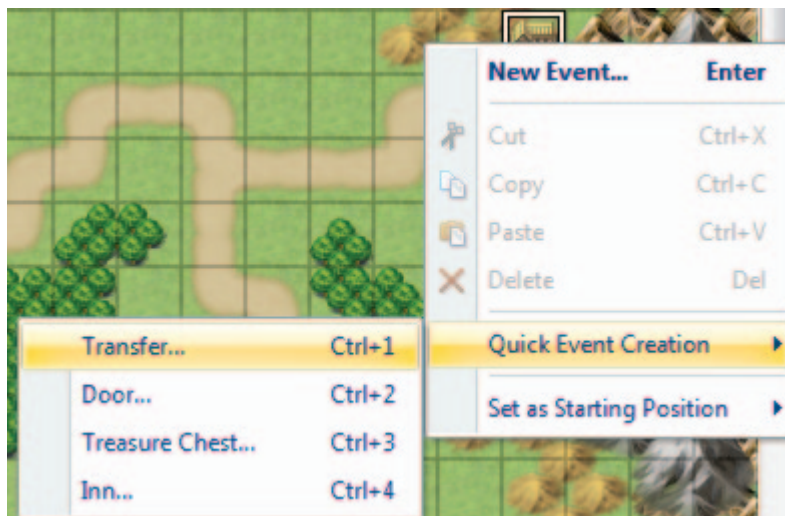 New Event... Enter
Cut Ctrl+X
Copy Ctrl+C
Paste Ctrl+V
Delete Del
Quick Event Creation
Set as Starting Position
Transfer... Ctrl+1
Door... Ctrl+2
Treasure Chest... Ctrl+3
Inn... Ctrl+4